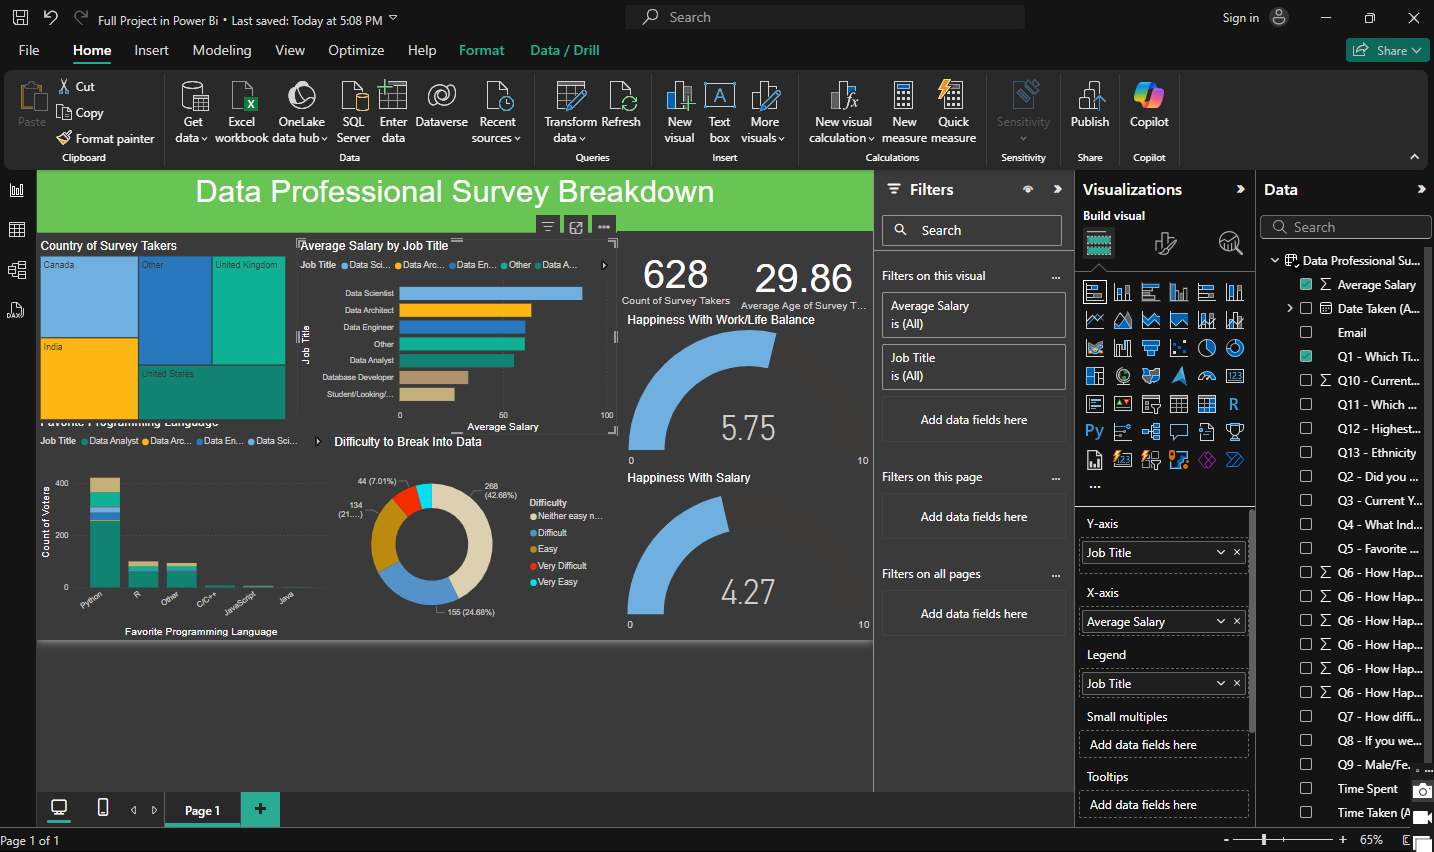 Full Project in Power Bi • Last saved: Today at 5:08 PM
Search
Sign in
File
Home
Insert
Modeling
View
Optimize
Help
Format
Data / Drill
Share
Paste
Cut
Copy
Format painter
Clipboard
Get data
Excel workbook
OneLake data hub
SQL Server
Enter data
Dataverse
Recent sources
Data
Transform data
Refresh
Queries
New visual
Text box
More visuals
Insert
New visual calculation
New measure
Quick measure
Calculations
Sensitivity
Sensitivity
Publish
Share
Copilot
Copilot
Data Professional Survey Breakdown
Country of Survey Takers
Canada
Other
United Kingdom
India
United States
Average Salary by Job Title
Job Title
Data Sci...
Data Arc...
Data En...
Other
Data A...
Job Title
Data Scientist
Data Architect
Data Engineer
Other
Data Analyst
Database Developer
Student/Looking/...
0
50
100
Average Salary
628
Count of Survey Takers
29.86
Average Age of Survey T...
Happiness With Work/Life Balance
5.75
0
10
Happiness With Salary
4.27
0
10
Favorite Programming Language
Job Title
Data Analyst
Data Arc...
Data En...
Data Sci...
Count of Voters
400
200
0
Python
R
Other
C/C++
JavaScript
Java
Favorite Programming Language
Difficulty to Break Into Data
44 (7.01%)
134 (21....)
268 (42.68%)
155 (24.68%)
Difficulty
Neither easy n...
Difficult
Easy
Very Difficult
Very Easy
Filters
Search
Filters on this visual
...
Average Salary
is (All)
Job Title
is (All)
Add data fields here
Filters on this page
...
Add data fields here
Filters on all pages
...
Add data fields here
Visualizations
Build visual
123
R
Py
...
Y-axis
Job Title
X-axis
Average Salary
Legend
Job Title
Small multiples
Add data fields here
Tooltips
Add data fields here
Data
Search
Data Professional Su...
Average Salary
Date Taken (A...
Email
Q1 - Which Ti...
Q10 - Current...
Q11 - Which ...
Q12 - Highest...
Q13 - Ethnicity
Q2 - Did you ...
Q3 - Current Y...
Q4 - What Ind...
Q5 - Favorite ...
Q6 - How Hap...
Q6 - How Hap...
Q6 - How Hap...
Q6 - How Hap...
Q6 - How Hap...
Q6 - How Hap...
Q7 - How diffi...
Q8 - If you we...
Q9 - Male/Fe...
Time Spent
Time Taken (A
Page 1
+
Page 1 of 1
-
+
65%